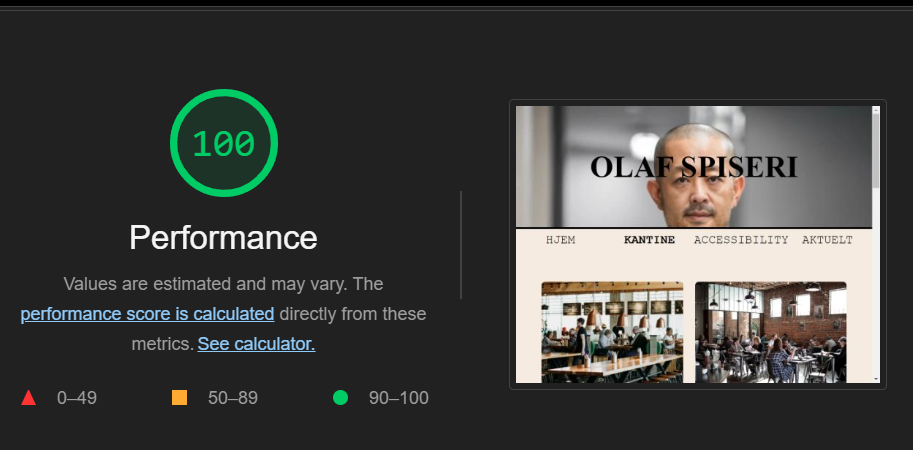 100
Performance
Values are estimated and may vary. The
performance score is calculated directly from these
metrics. See calculator.
0–49 50–89 90–100
OLAF SPISERI
HJEM KANTINE ACCESSIBILITY AKTUELT